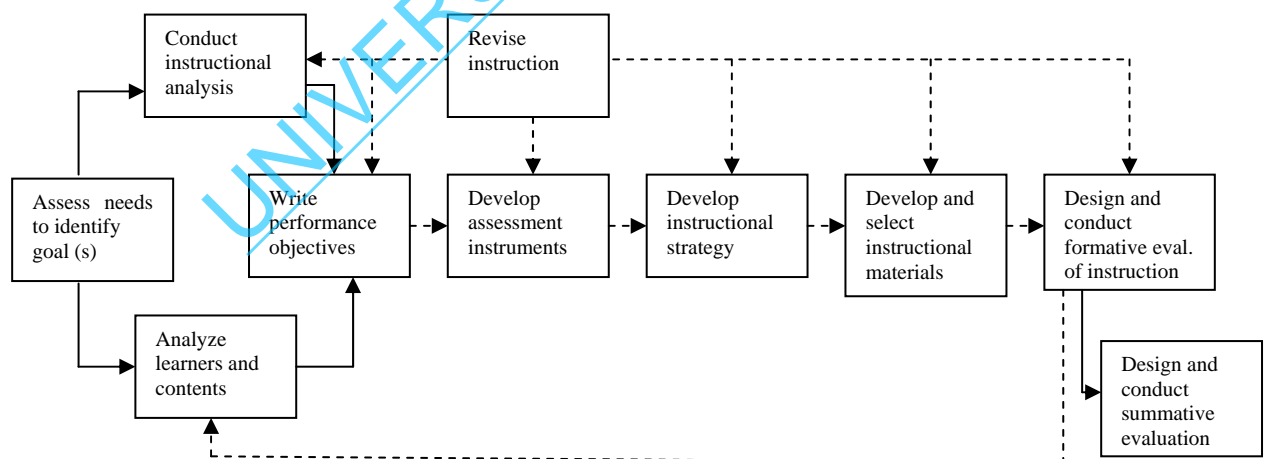 Conduct
instructional
analysis
Revise
instruction
Assess needs
to identify
goal (s)
Write
performance
objectives
Develop
assessment
instruments
Develop
instructional
strategy
Develop and
select
instructional
materials
Design and
conduct
formative eval.
of instruction
Analyze
learners and
contents
Design and
conduct
summative
evaluation